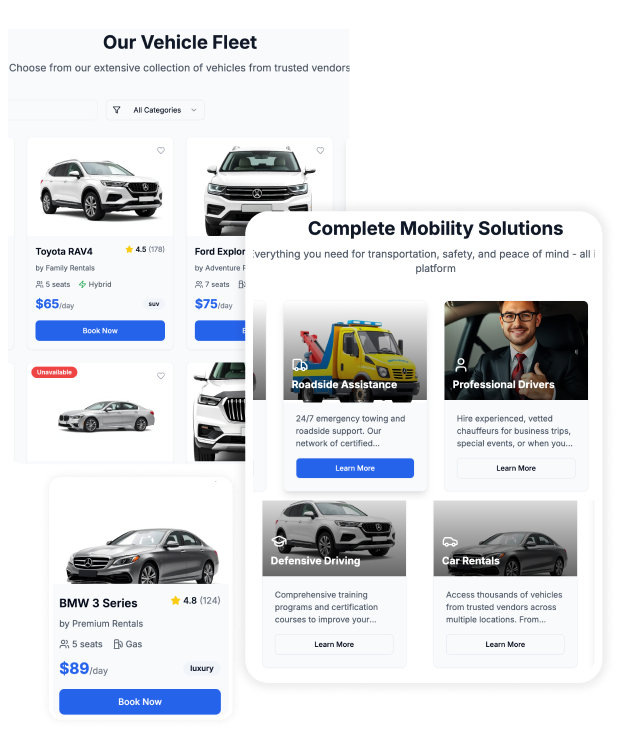 Our Vehicle Fleet
Choose from our extensive collection of vehicles from trusted vendors
All Categories
Toyota RAV4
4.5 (178)
by Family Rentals
5 seats
Hybrid
$65/day
suv
Book Now
Ford Explor
by Adventure
7 seats
$75/day
Unavailable
Complete Mobility Solutions
Everything you need for transportation, safety, and peace of mind - all i
platform
Roadside Assistance
24/7 emergency towing and
roadside support. Our
network of certified...
Learn More
Professional Drivers
Hire experienced, vetted
chauffeurs for business trips,
special events, or when you...
Learn More
Defensive Driving
Comprehensive training
programs and certification
courses to improve your...
Learn More
Car Rentals
Access thousands of vehicles
from trusted vendors across
multiple locations. From...
Learn More
BMW 3 Series
4.8 (124)
by Premium Rentals
5 seats
Gas
$89/day
luxury
Book Now